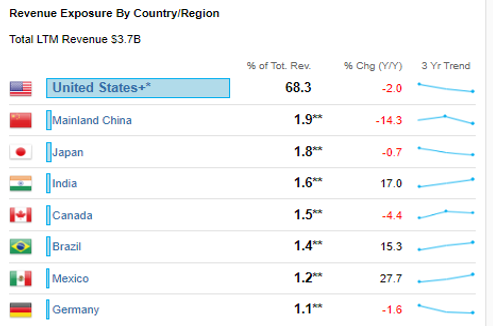 Revenue Exposure By Country/Region
Total LTM Revenue $3.7B
% of Tot. Rev. % Chg (Y/Y) 3 Yr Trend
United States+* 68.3 -2.0
Mainland China 1.9** -14.3
Japan 1.8** -0.7
India 1.6** 17.0
Canada 1.5** -4.4
Brazil 1.4** 15.3
Mexico 1.2** 27.7
Germany 1.1** -1.6